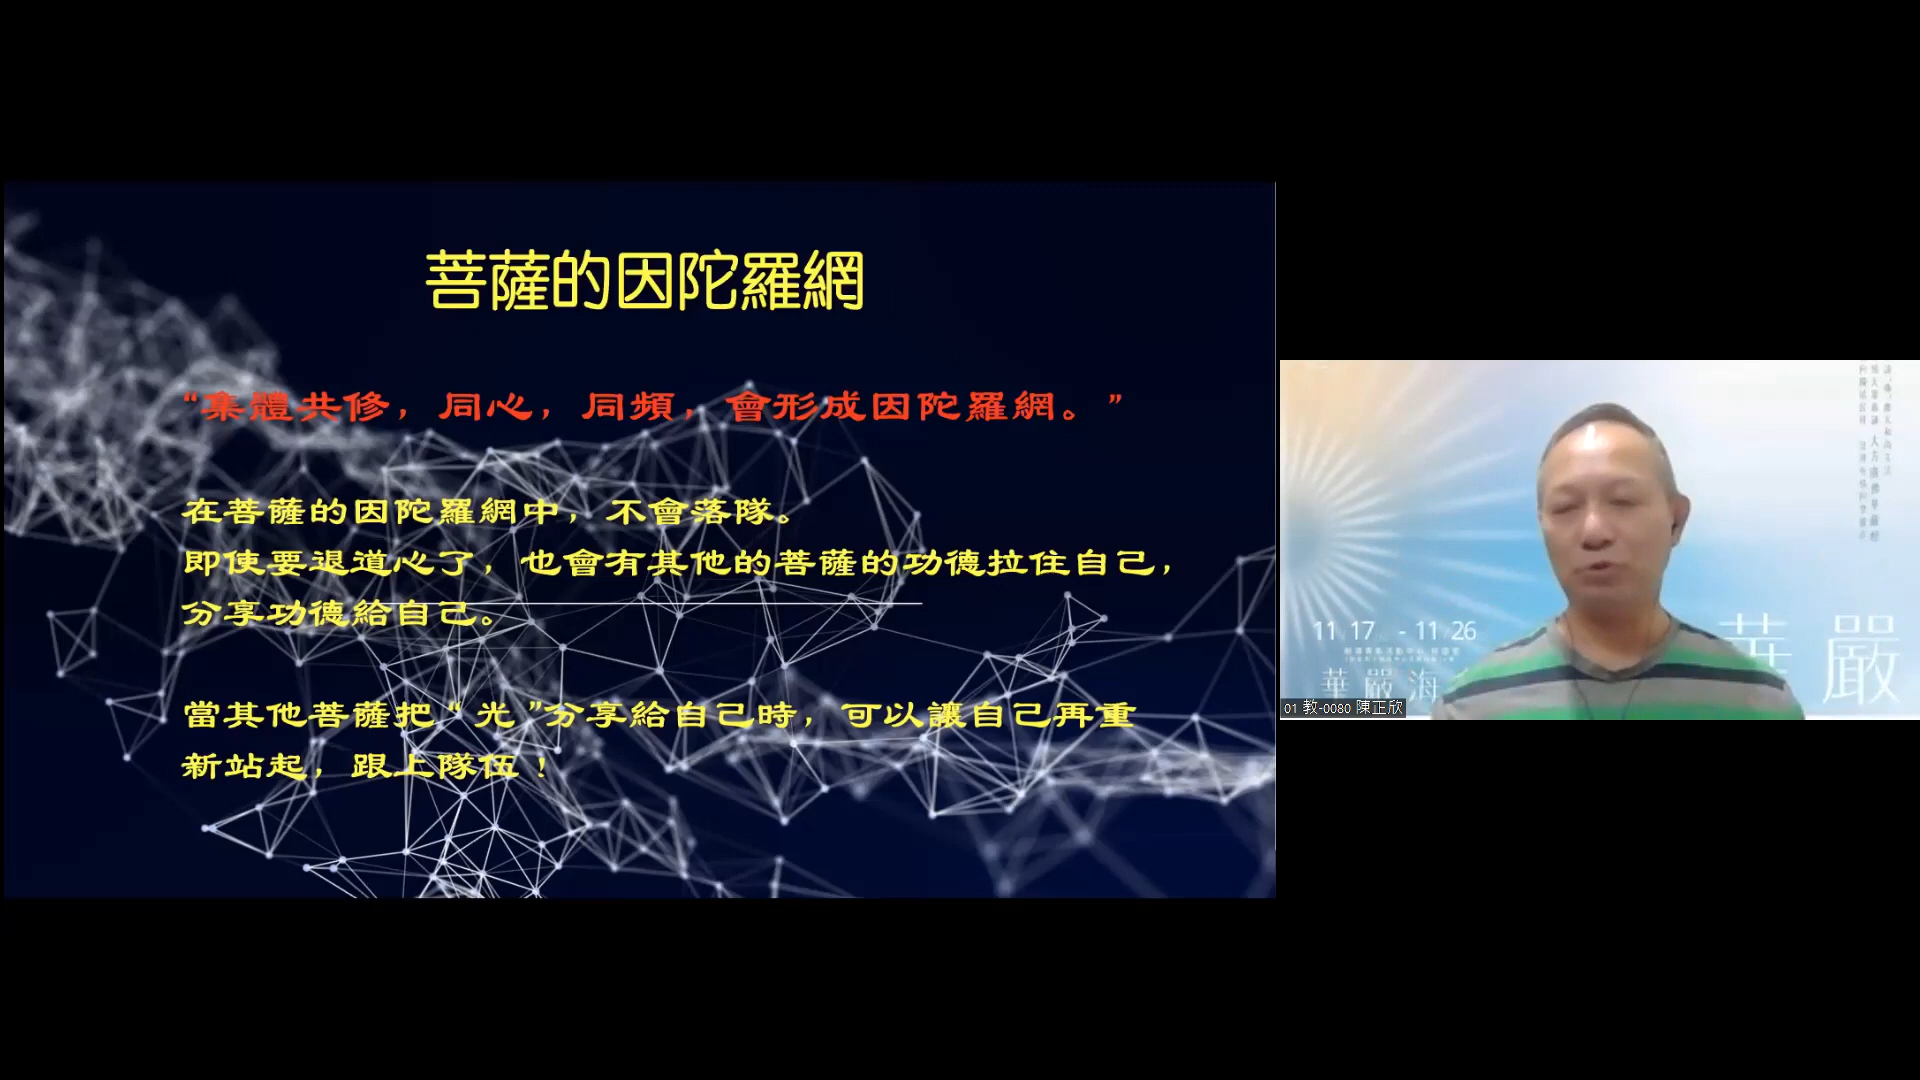 菩薩的因陀羅網
“集體共修，同心，同頻，會形成因陀羅網。”
在菩薩的因陀羅網中，不會落隊。
即使要退道心了，也會有其他的菩薩的功德拉住自己，
分享功德給自己。
當其他菩薩把“光”分享給自己時，可以讓自己再重
新站起，跟上隊伍！
11 17 - 11 26
華嚴海
華嚴
01 教-0080 陳正欣